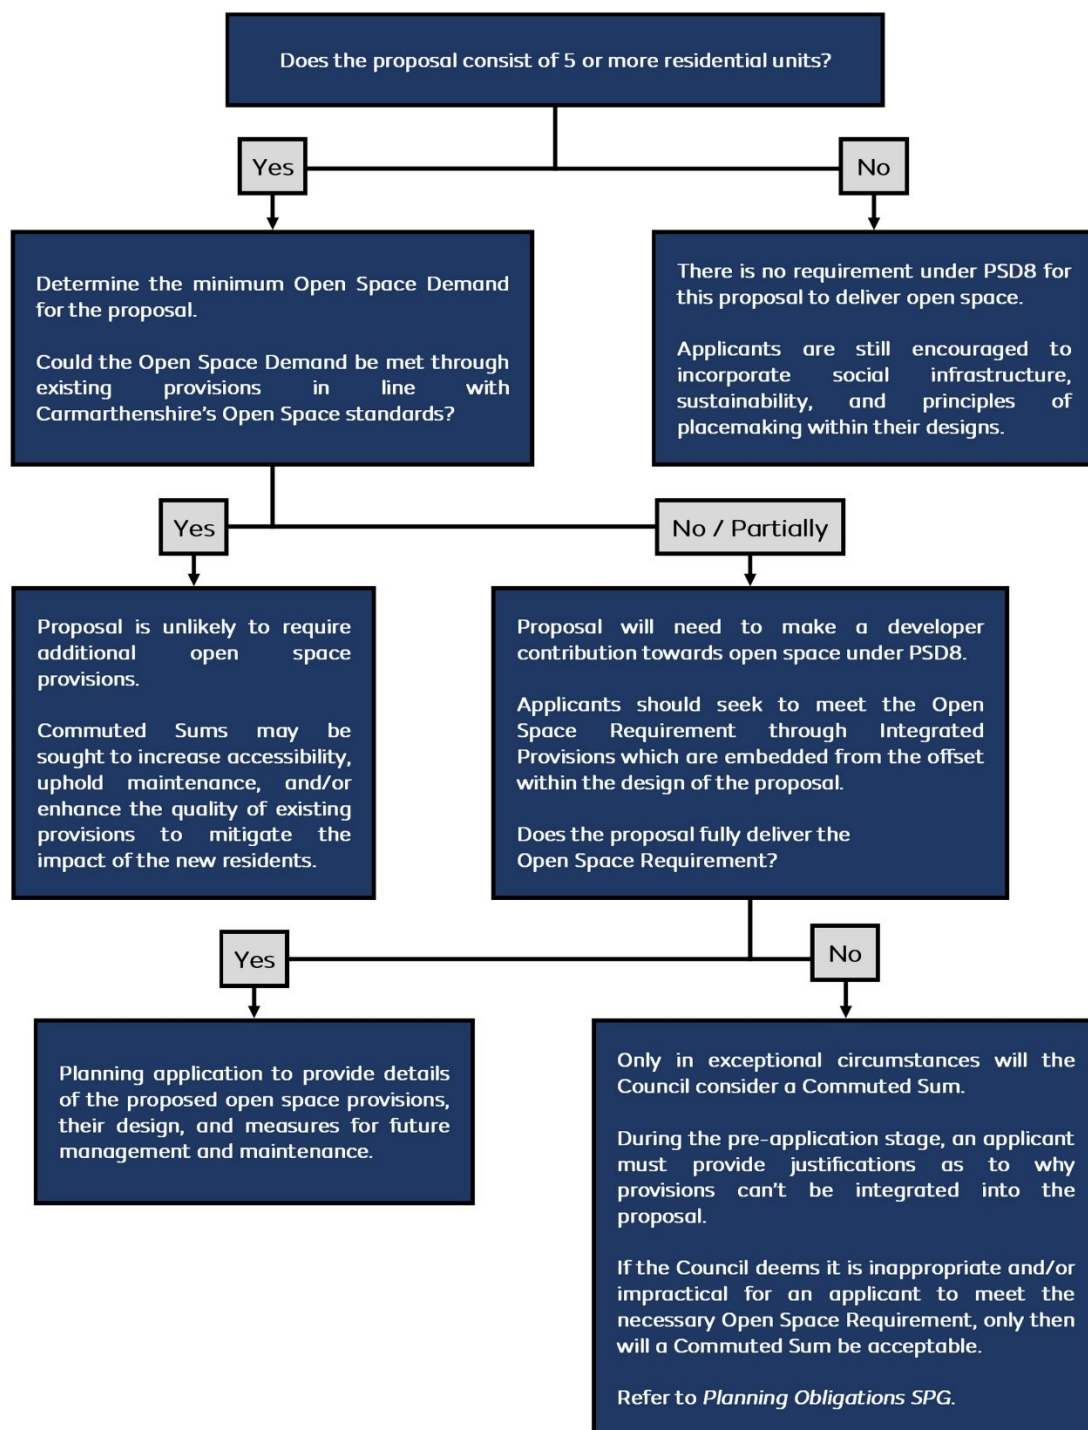 Does the proposal consist of 5 or more residential units?
Yes
No
Determine the minimum Open Space Demand
for the proposal.
Could the Open Space Demand be met through
existing provisions in line with
Carmarthenshire's Open Space standards?
There is no requirement under PSD8 for
this proposal to deliver open space.
Applicants are still encouraged to
incorporate social infrastructure,
sustainability, and principles of
placemaking within their designs.
Yes
No / Partially
Proposal is unlikely to require
additional open space
provisions.
Commuted Sums may be
sought to increase accessibility,
uphold maintenance, and/or
enhance the quality of existing
provisions to mitigate the
impact of the new residents.
Proposal will need to make a developer
contribution towards open space under PSD8.
Applicants should seek to meet the Open
Space Requirement through Integrated
Provisions which are embedded from the offset
within the design of the proposal.
Does the proposal fully deliver the
Open Space Requirement?
Yes
No
Planning application to provide details
of the proposed open space provisions,
their design, and measures for future
management and maintenance.
Only in exceptional circumstances will the
Council consider a Commuted Sum.
During the pre-application stage, an applicant
must provide justifications as to why
provisions can't be integrated into the
proposal.
If the Council deems it is inappropriate and/or
impractical for an applicant to meet the
necessary Open Space Requirement, only then
will a Commuted Sum be acceptable.
Refer to Planning Obligations SPG.